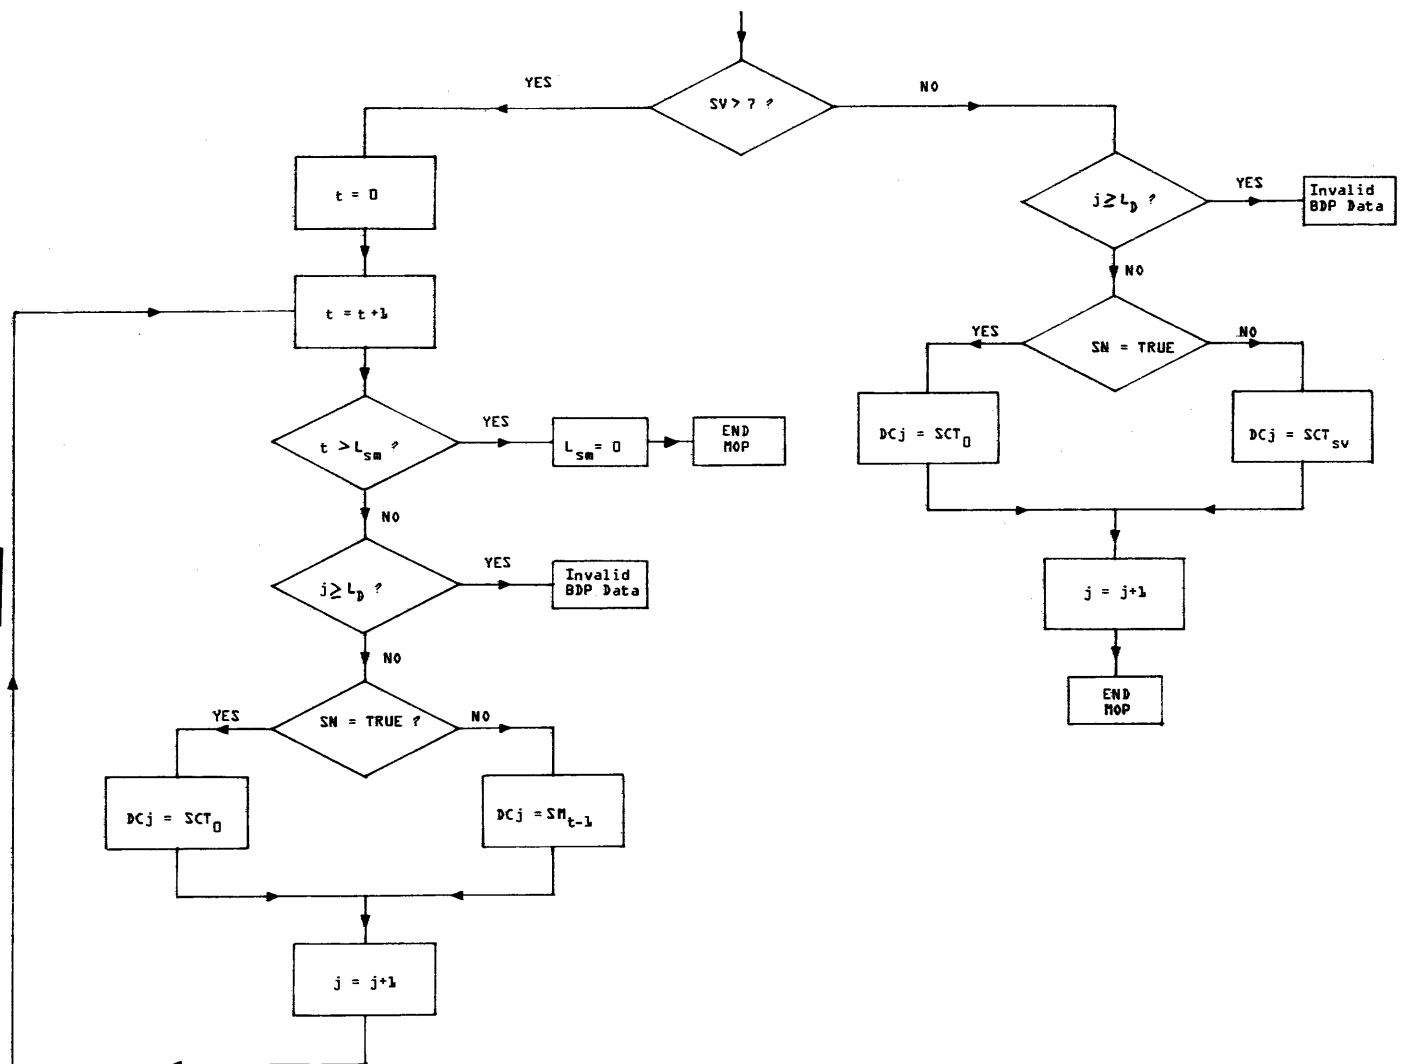 YES
SV > 7 ?
NO
t = 0
j ≥ L_D ?
YES
Invalid
BDP Data
NO
t = t+1
YES
SN = TRUE
NO
t > L_sm ?
YES
L_sm = 0
END
MOP
DCj = SCT_0
DCj = SCT_SV
NO
j ≥ L_D ?
YES
Invalid
BDP Data
j = j+1
NO
END
MOP
YES
SN = TRUE ?
NO
DCj = SCT_0
DCj = SM_t-1
j = j+1